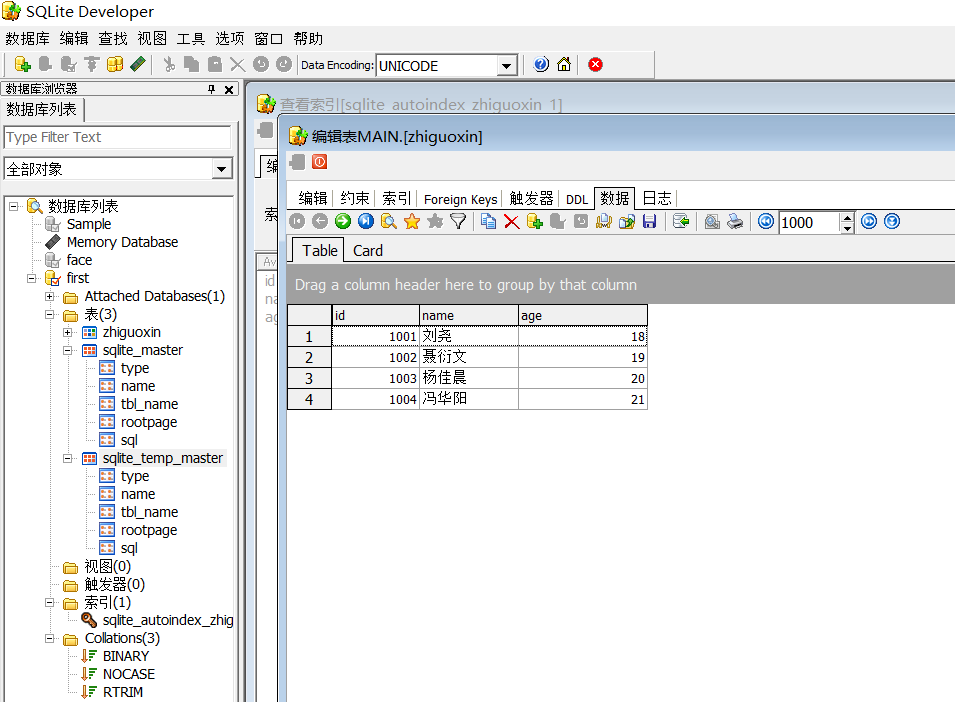 SQLite Developer
数据库 编辑 查找 视图 工具 选项 窗口 帮助
Data Encoding: UNICODE
数据库浏览器
数据库列表
Type Filter Text
全部对象
数据库列表
Sample
Memory Database
face
first
Attached Databases(1)
表(3)
zhiguoxin
sqlite_master
type
name
tbl_name
rootpage
sql
sqlite_temp_master
type
name
tbl_name
rootpage
sql
视图(0)
触发器(0)
索引(1)
sqlite_autoindex_zhig
Collations(3)
BINARY
NOCASE
RTRIM
查看索引[sqlite_autoindex_zhiguoxin_1]
编
索
Av
id
na
ag
编辑表MAIN.[zhiguoxin]
编辑 约束 索引 Foreign Keys 触发器 DDL 数据 日志
1000
Table Card
Drag a column header here to group by that column
id name age
1 1001 刘尧 18
2 1002 聂衍文 19
3 1003 杨佳晨 20
4 1004 冯华阳 21